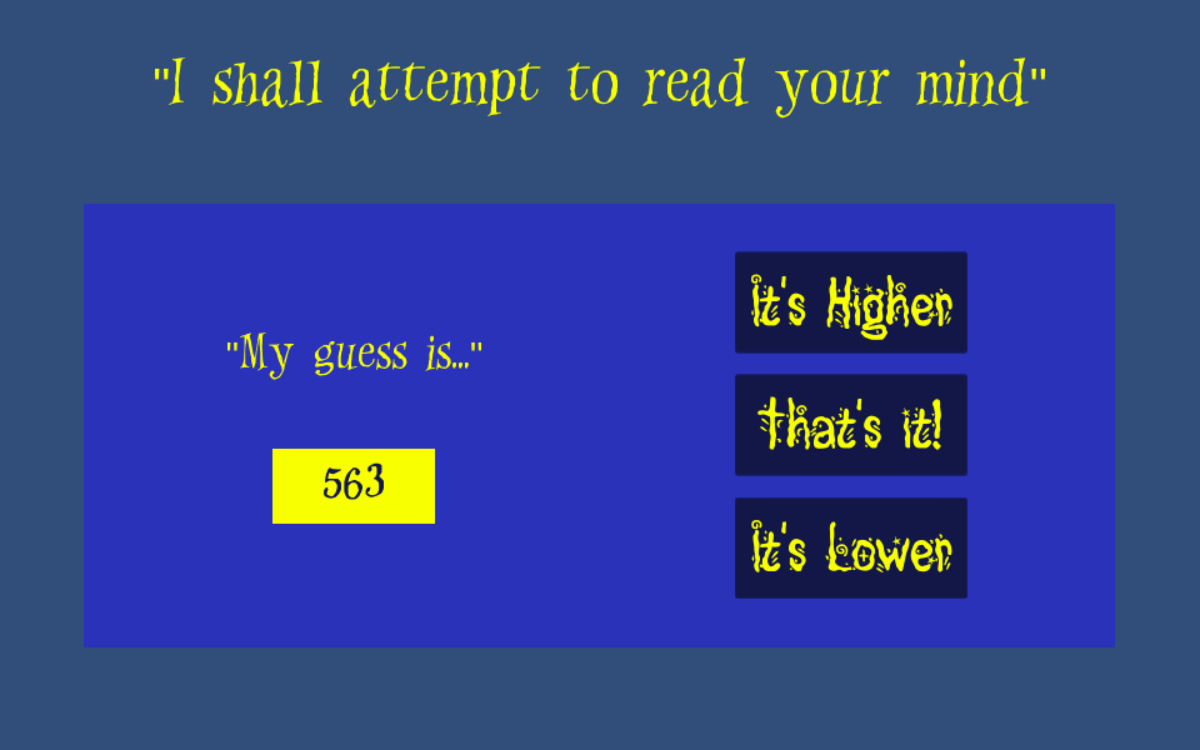 "I shall attempt to read your mind"
"My guess is..."
563
It's Higher
That's it!
It's Lower